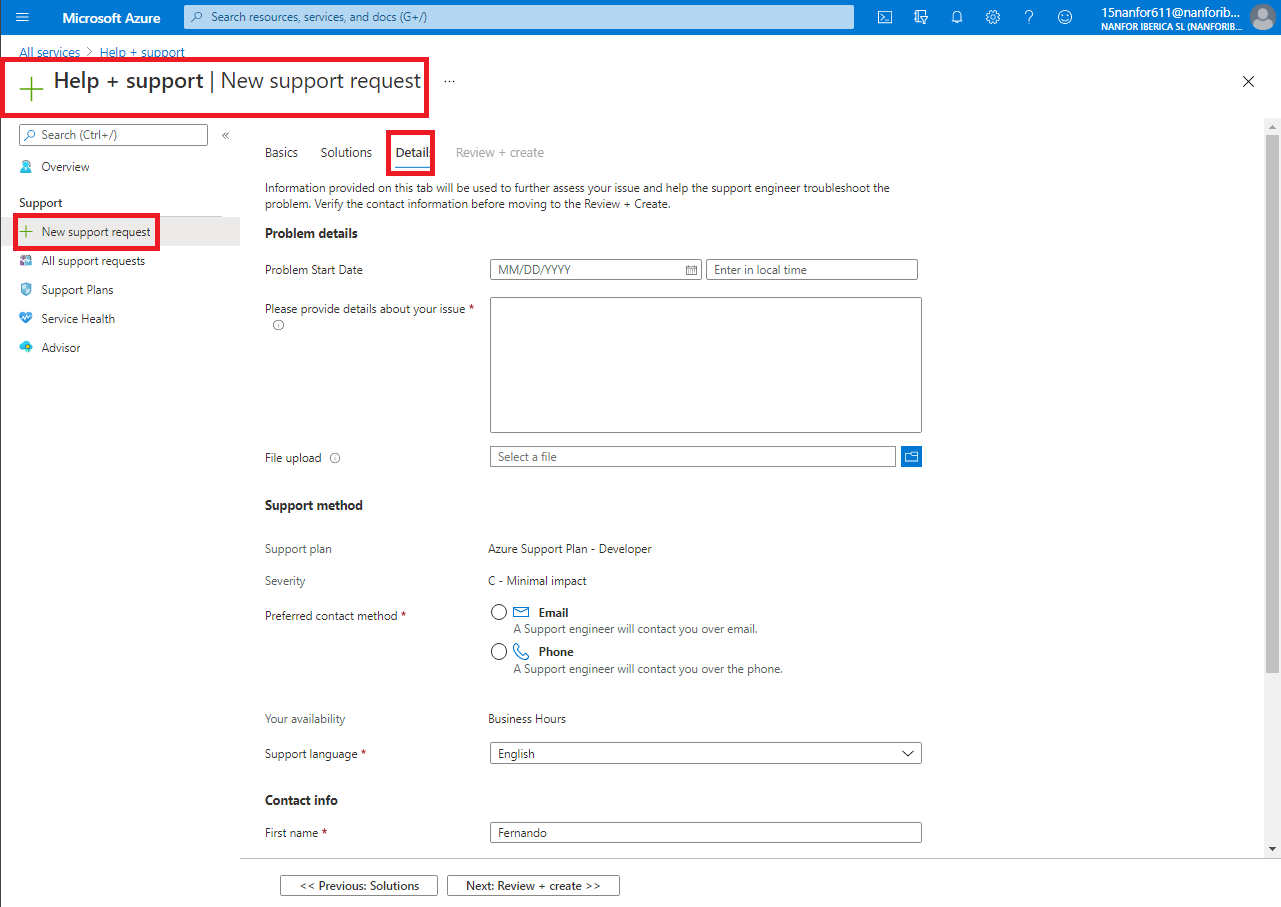 Microsoft Azure
Search resources, services, and docs (G+/)
15nanfor611@nanforib...
NANFOR IBERICA SL (NANFORIB...
All services > Help + support
Help + support | New support request
...
Search (Ctrl+/)
«
Overview
Support
New support request
All support requests
Support Plans
Service Health
Advisor
Basics Solutions Details Review + create
Information provided on this tab will be used to further assess your issue and help the support engineer troubleshoot the
problem. Verify the contact information before moving to the Review + Create.
Problem details
Problem Start Date
MM/DD/YYYY
Enter in local time
Please provide details about your issue *
File upload
Select a file
Support method
Support plan
Azure Support Plan - Developer
Severity
C - Minimal impact
Preferred contact method *
Email
A Support engineer will contact you over email.
Phone
A Support engineer will contact you over the phone.
Your availability
Business Hours
Support language *
English
Contact info
First name *
Fernando
<< Previous: Solutions
Next: Review + create >>